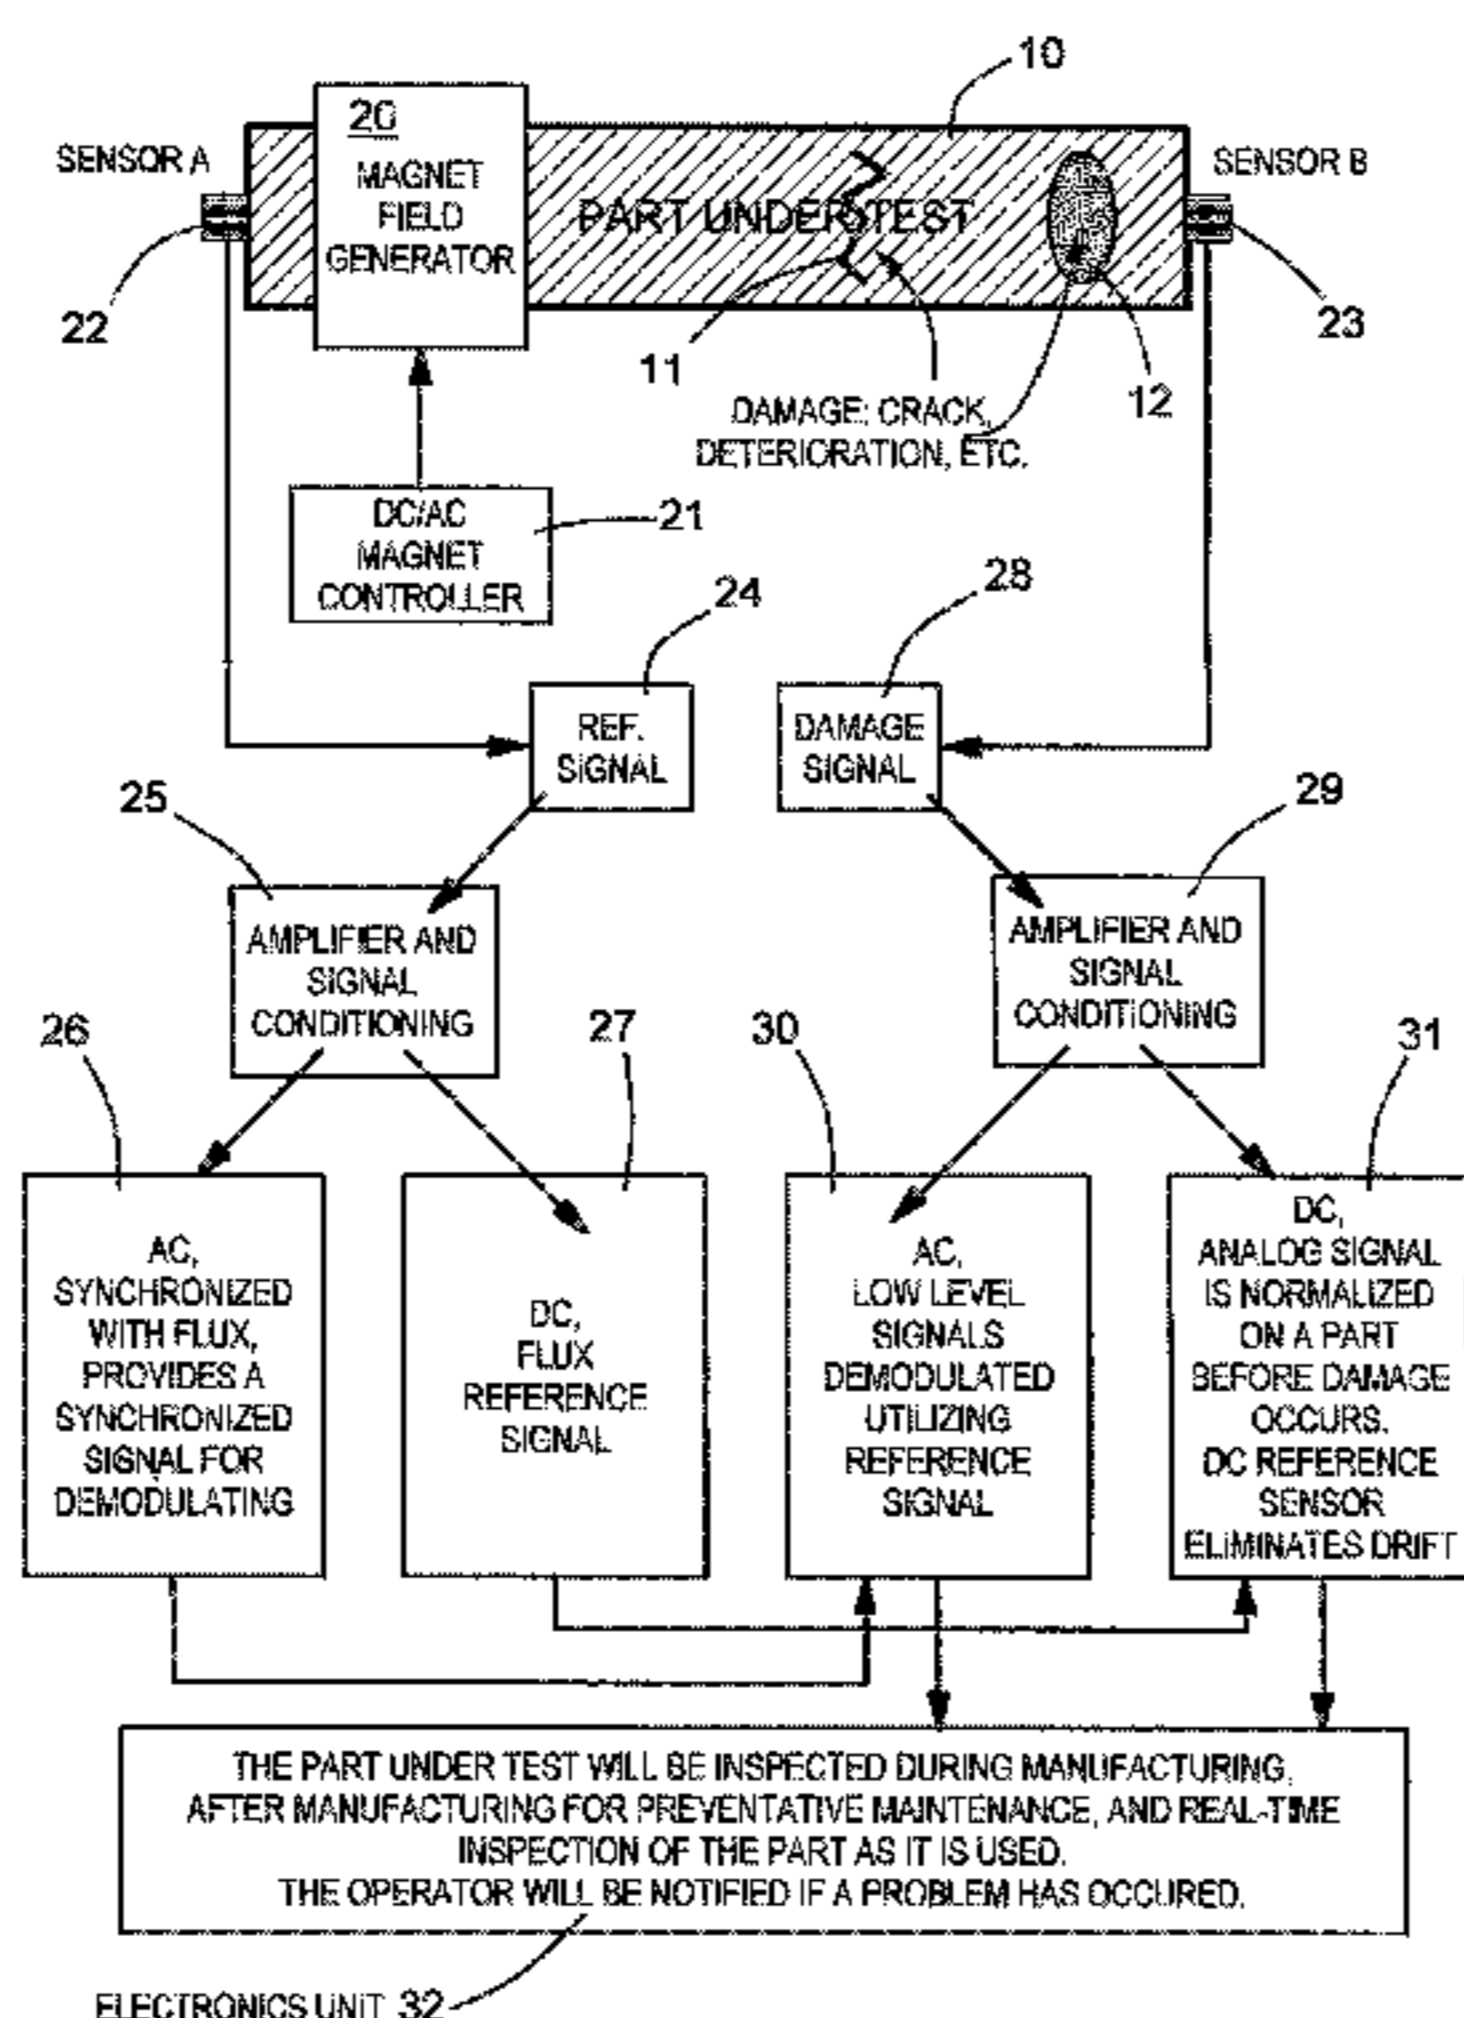 10
20
SENSOR A
MAGNET
FIELD
GENERATOR
PART UNDER TEST
SENSOR B
22
11
12
23
DAMAGE: CRACK,
DETERIORATION, ETC.
DC/AC
MAGNET
CONTROLLER
21
24
28
REF.
SIGNAL
DAMAGE
SIGNAL
25
29
AMPLIFIER AND
SIGNAL
CONDITIONING
AMPLIFIER AND
SIGNAL
CONDITIONING
26
27
30
31
AC,
SYNCHRONIZED
WITH FLUX,
PROVIDES A
SYNCHRONIZED
SIGNAL FOR
DEMODULATING
DC,
FLUX
REFERENCE
SIGNAL
AC,
LOW LEVEL
SIGNALS
DEMODULATED
UTILIZING
REFERENCE
SIGNAL
DC,
ANALOG SIGNAL
IS NORMALIZED
ON A PART
BEFORE DAMAGE
OCCURS.
DC REFERENCE
SENSOR
ELIMINATES DRIFT
THE PART UNDER TEST WILL BE INSPECTED DURING MANUFACTURING,
AFTER MANUFACTURING FOR PREVENTATIVE MAINTENANCE, AND REAL-TIME
INSPECTION OF THE PART AS IT IS USED.
THE OPERATOR WILL BE NOTIFIED IF A PROBLEM HAS OCCURED.
ELECTRONICS UNIT 32